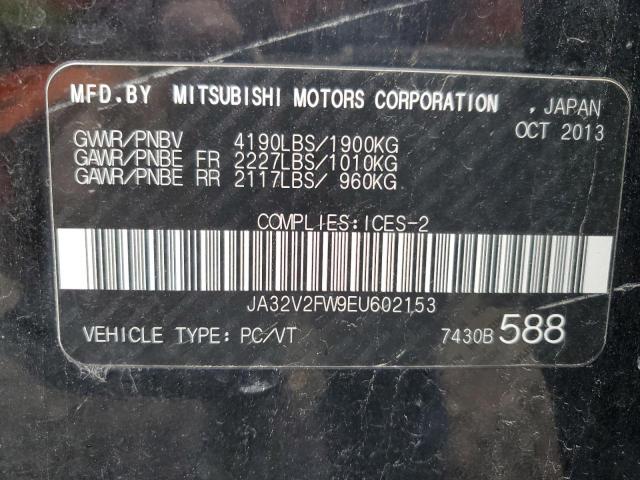 MFD.BY MITSUBISHI MOTORS CORPORATION , JAPAN
OCT 2013
GVWR/PNBV 4190LBS/1900KG
GAWR/PNBE FR 2227LBS/1010KG
GAWR/PNBE RR 2117LBS/ 960KG
COMPLIES:ICES-2
JA32V2FW9EU602153
VEHICLE TYPE: PC/VT 7430B 588